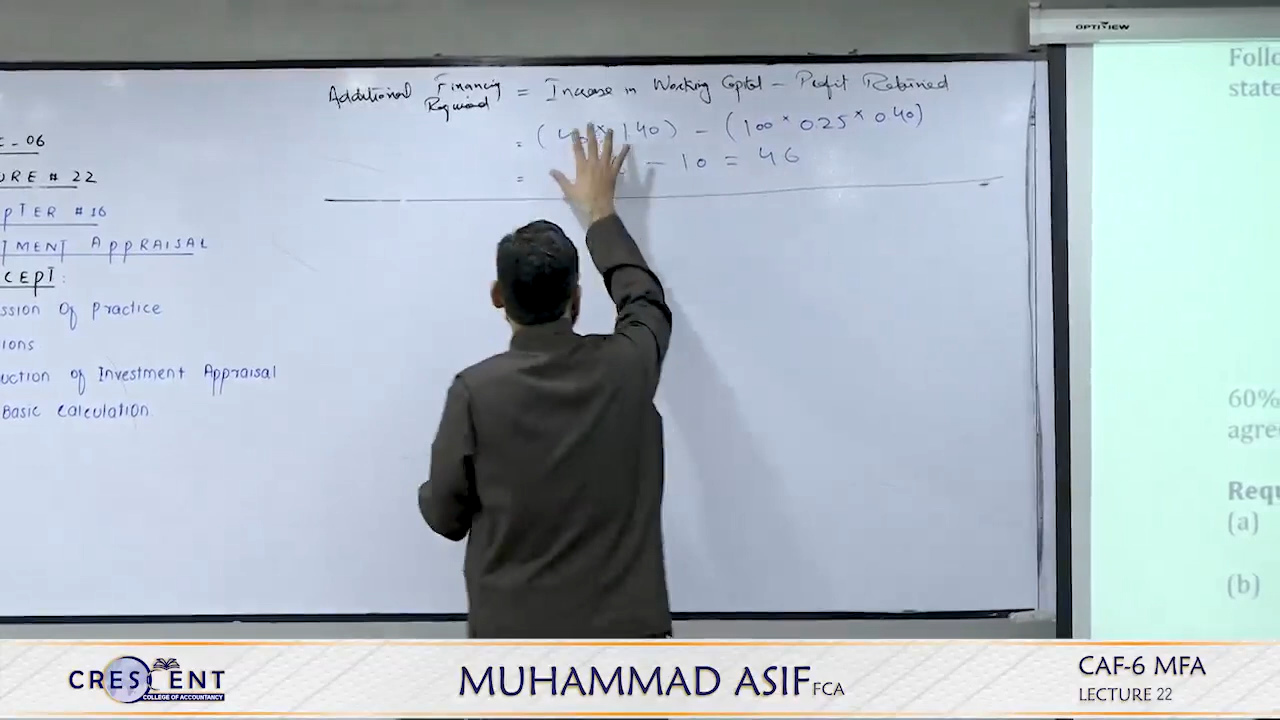 OPTIVIEW
Additional Financing Required = Increase in Working Capital - Profit Retained
= ( × 140) - (100 × 0.25 × 0.40)
= - 10 = 46
- 06
URE # 22
PTER #16
TMENT APPRAISAL
CEPT:
ssion of practice
ions
uction of Investment Appraisal
Basic calculation
Follo
state
60%
agre
Requ
(a)
(b)
CRESCENT
COLLEGE OF ACCOUNTANCY
MUHAMMAD ASIF FCA
CAF-6 MFA
LECTURE 22